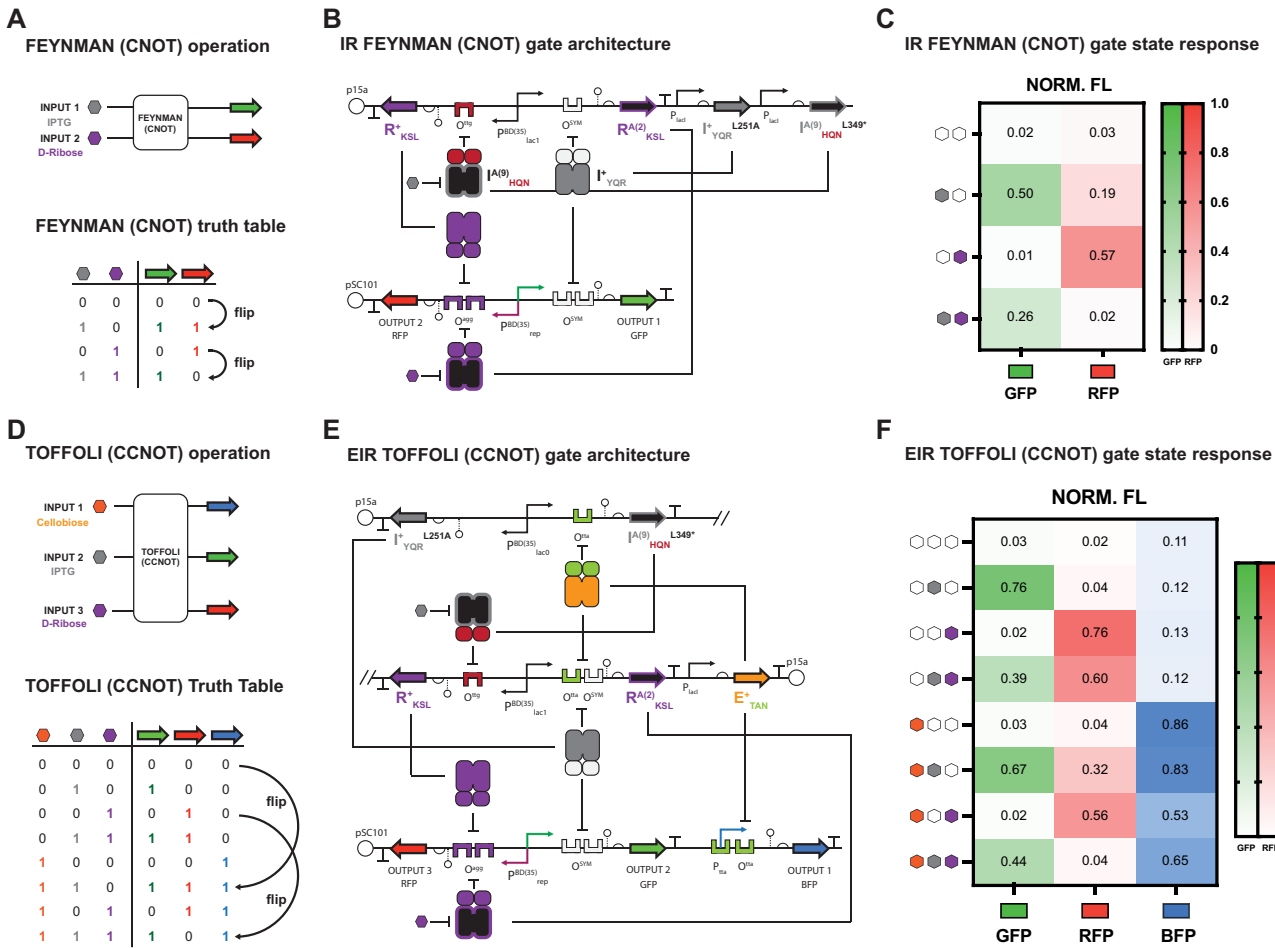 A
FEYNMAN (CNOT) operation
INPUT 1
IPTG
INPUT 2
D-Ribose
FEYNMAN
(CNOT)
FEYNMAN (CNOT) truth table
0 0 0 0
1 0 1 1
0 1 0 1
1 1 1 0
flip
flip
B
IR FEYNMAN (CNOT) gate architecture
p15a
R+ KSL
Ottg
PBD(35) lac1
OSYM
RA(2) KSL
PlacI
I+ YQR L251A
PlacI
IA(9) HQN L349*
IA(9) HQN
I+ YQR
pSC101
OUTPUT 2
RFP
Oagg
PBD(35) rep
OSYM
OUTPUT 1
GFP
C
IR FEYNMAN (CNOT) gate state response
NORM. FL
0.02 0.03
0.50 0.19
0.01 0.57
0.26 0.02
GFP RFP
1.0
0.8
0.6
0.4
0.2
0
GFP RFP
D
TOFFOLI (CCNOT) operation
INPUT 1
Cellobiose
INPUT 2
IPTG
INPUT 3
D-Ribose
TOFFOLI
(CCNOT)
TOFFOLI (CCNOT) Truth Table
0 0 0 0 0 0
0 1 0 1 0 0
0 0 1 0 1 0
0 1 1 1 1 0
1 0 0 0 0 1
1 1 0 1 1 1
1 0 1 0 1 1
1 1 1 1 0 1
flip
flip
E
EIR TOFFOLI (CCNOT) gate architecture
p15a
I+ YQR L251A
PBD(35) lac0
Otta
IA(9) HQN L349*
R+ KSL
Ottg
PBD(35) lac1
Otta OSYM
RA(2) KSL
PlacI
E+ TAN
p15a
pSC101
OUTPUT 3
RFP
Oagg
PBD(35) rep
OSYM
OUTPUT 2
GFP
Ptta Otta
OUTPUT 1
BFP
F
EIR TOFFOLI (CCNOT) gate state response
NORM. FL
0.03 0.02 0.11
0.76 0.04 0.12
0.02 0.76 0.13
0.39 0.60 0.12
0.03 0.04 0.86
0.67 0.32 0.83
0.02 0.56 0.53
0.44 0.04 0.65
GFP RFP BFP
GFP